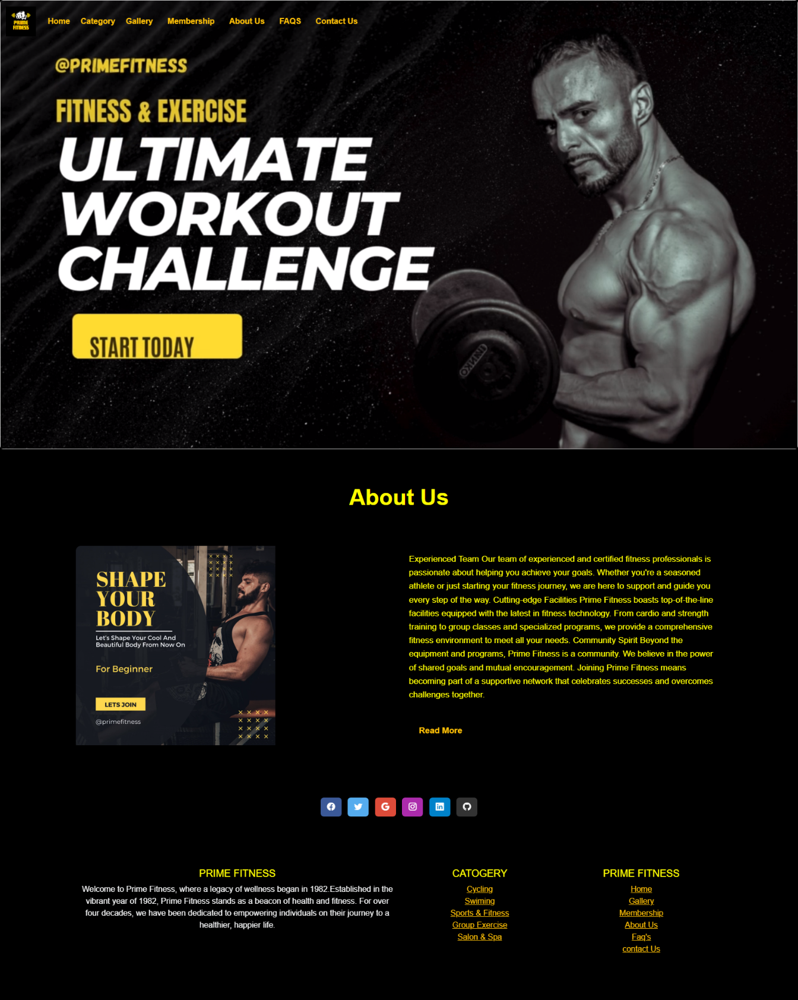 PRIME
FITNESS
Home Category Gallery Membership About Us FAQS Contact Us
@PRIMEFITNESS
FITNESS & EXERCISE
ULTIMATE
WORKOUT
CHALLENGE
START TODAY
INNKO
About Us
SHAPE
YOUR
BODY
Let's Shape Your Cool And
Beautiful Body From Now On
For Beginner
LETS JOIN
@primefitness
Experienced Team Our team of experienced and certified fitness professionals is
passionate about helping you achieve your goals. Whether you're a seasoned
athlete or just starting your fitness journey, we are here to support and guide you
every step of the way. Cutting-edge Facilities Prime Fitness boasts top-of-the-line
facilities equipped with the latest in fitness technology. From cardio and strength
training to group classes and specialized programs, we provide a comprehensive
fitness environment to meet all your needs. Community Spirit Beyond the
equipment and programs, Prime Fitness is a community. We believe in the power
of shared goals and mutual encouragement. Joining Prime Fitness means
becoming part of a supportive network that celebrates successes and overcomes
challenges together.
Read More
PRIME FITNESS
Welcome to Prime Fitness, where a legacy of wellness began in 1982.Established in the
vibrant year of 1982, Prime Fitness stands as a beacon of health and fitness. For over
four decades, we have been dedicated to empowering individuals on their journey to a
healthier, happier life.
CATOGERY
Cycling
Swiming
Sports & Fitness
Group Exercise
Salon & Spa
PRIME FITNESS
Home
Gallery
Membership
About Us
Faq's
contact Us